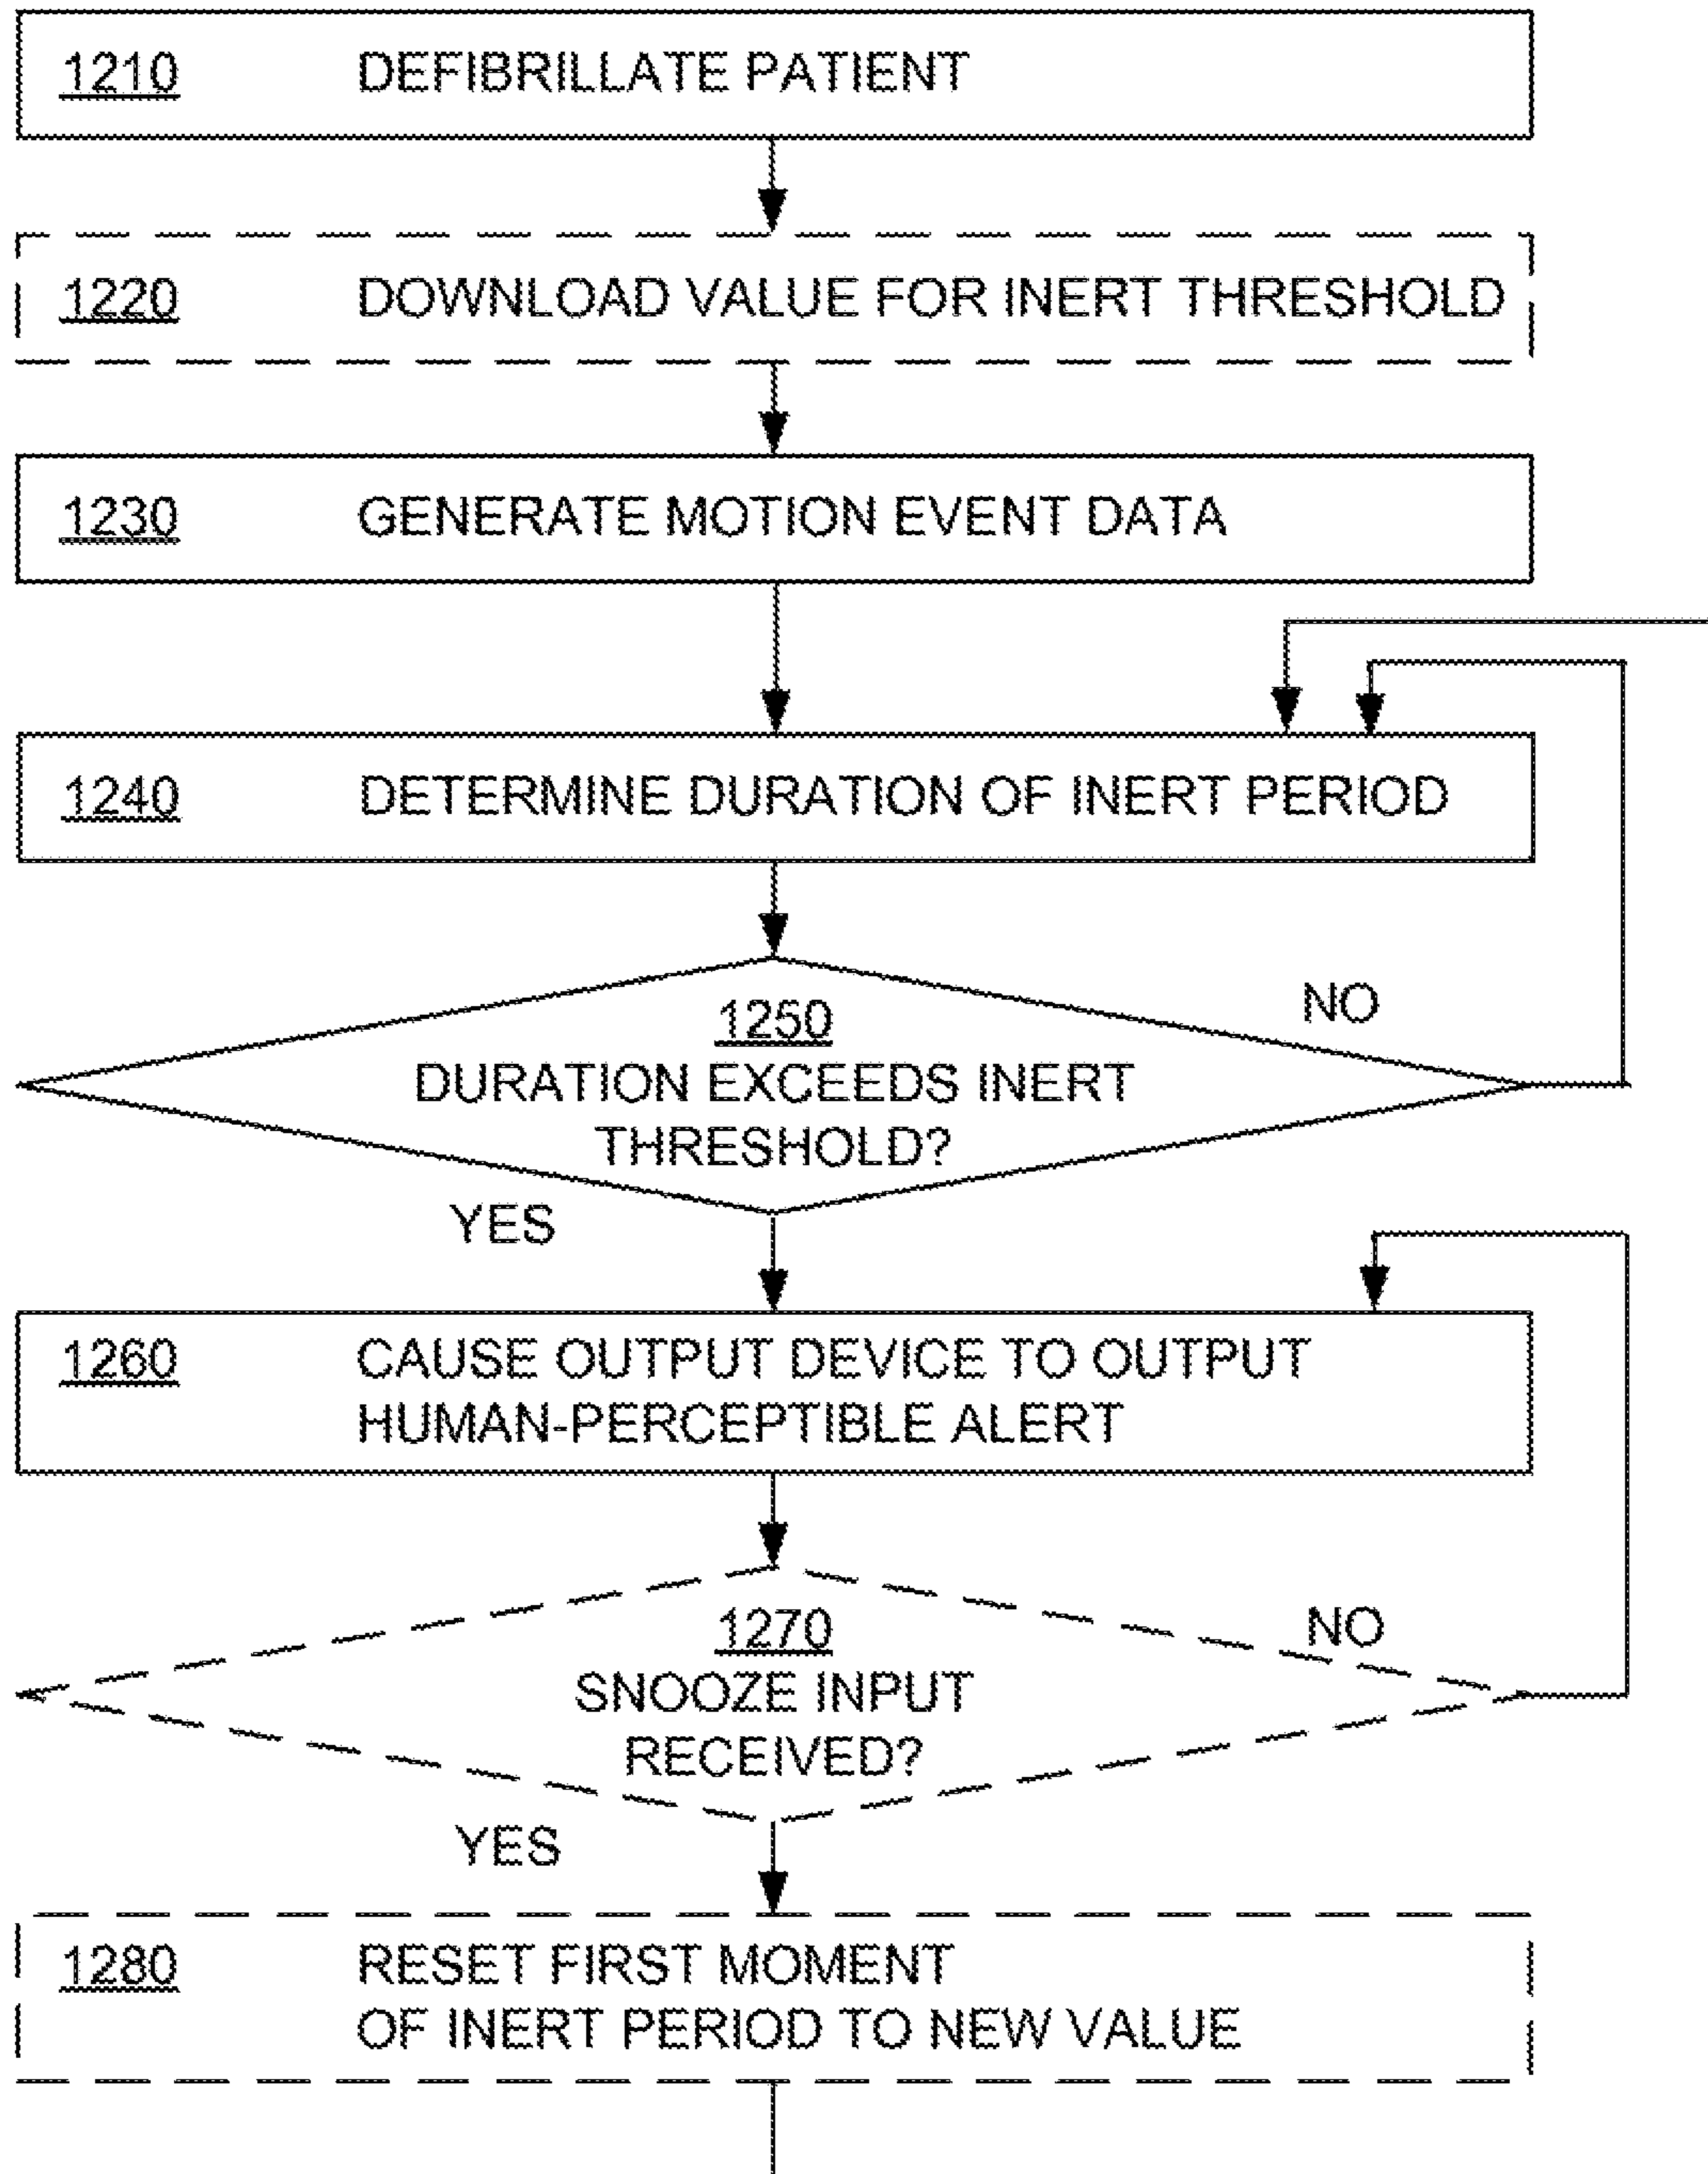 1210 DEFIBRILLATE PATIENT
1220 DOWNLOAD VALUE FOR INERT THRESHOLD
1230 GENERATE MOTION EVENT DATA
1240 DETERMINE DURATION OF INERT PERIOD
1250
NO
DURATION EXCEEDS INERT
THRESHOLD?
YES
1260 CAUSE OUTPUT DEVICE TO OUTPUT
HUMAN-PERCEPTIBLE ALERT
1270
NO
SNOOZE INPUT
RECEIVED?
YES
1280 RESET FIRST MOMENT
OF INERT PERIOD TO NEW VALUE